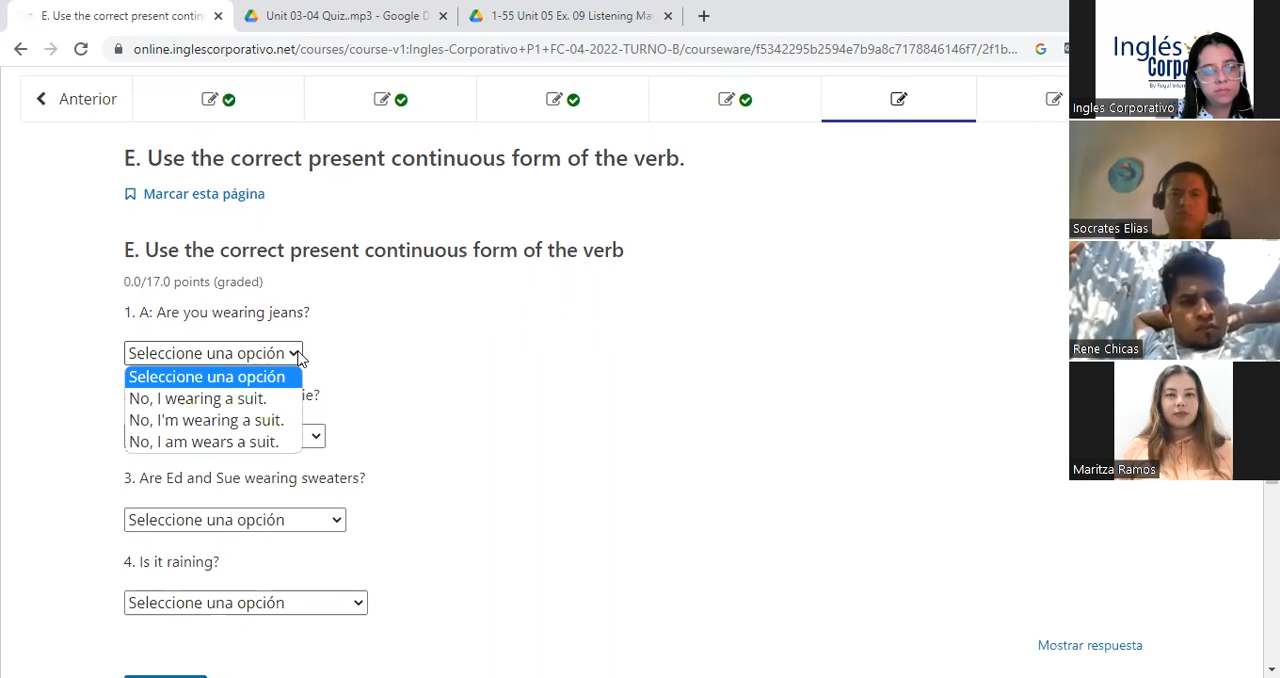 E. Use the correct present contin
Unit 03-04 Quiz..mp3 - Google D
1-55 Unit 05 Ex. 09 Listening Ma
online.inglescorporativo.net/courses/course-v1:Ingles-Corporativo+P1+FC-04-2022-TURNO-B/courseware/f5342295b2594e7b9a8c7178846146f7/2f1b...
Anterior
E. Use the correct present continuous form of the verb.
Marcar esta página
E. Use the correct present continuous form of the verb
0.0/17.0 points (graded)
1. A: Are you wearing jeans?
Seleccione una opción
Seleccione una opción
No, I wearing a suit.
ie?
No, I'm wearing a suit.
No, I am wears a suit.
3. Are Ed and Sue wearing sweaters?
Seleccione una opción
4. Is it raining?
Seleccione una opción
Mostrar respuesta
Inglés
Corpo
Ingles Corporativo
Socrates Elias
Rene Chicas
Maritza Ramos